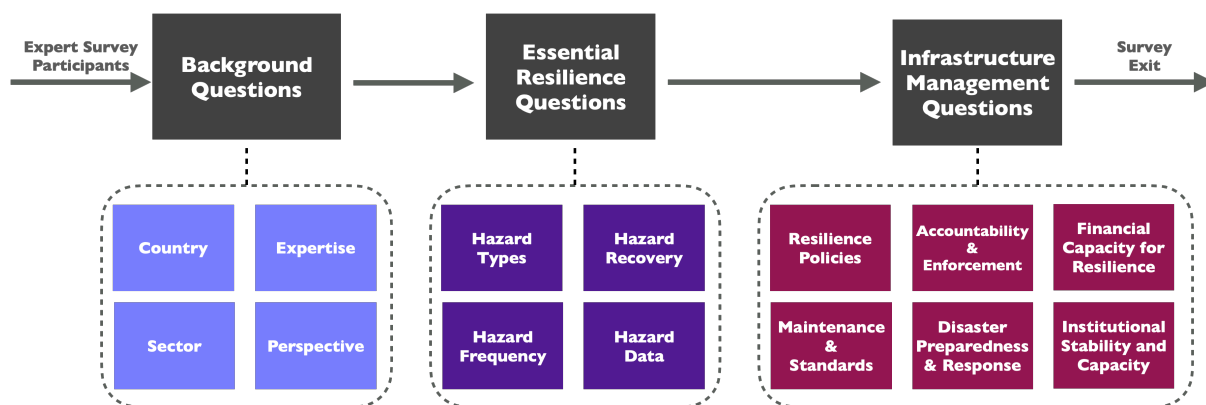 Expert Survey
Participants
Background
Questions
Essential
Resilience
Questions
Infrastructure
Management
Questions
Survey
Exit
Country
Expertise
Sector
Perspective
Hazard
Types
Hazard
Recovery
Hazard
Frequency
Hazard
Data
Resilience
Policies
Accountability
&
Enforcement
Financial
Capacity for
Resilience
Maintenance
&
Standards
Disaster
Preparedness
& Response
Institutional
Stability and
Capacity